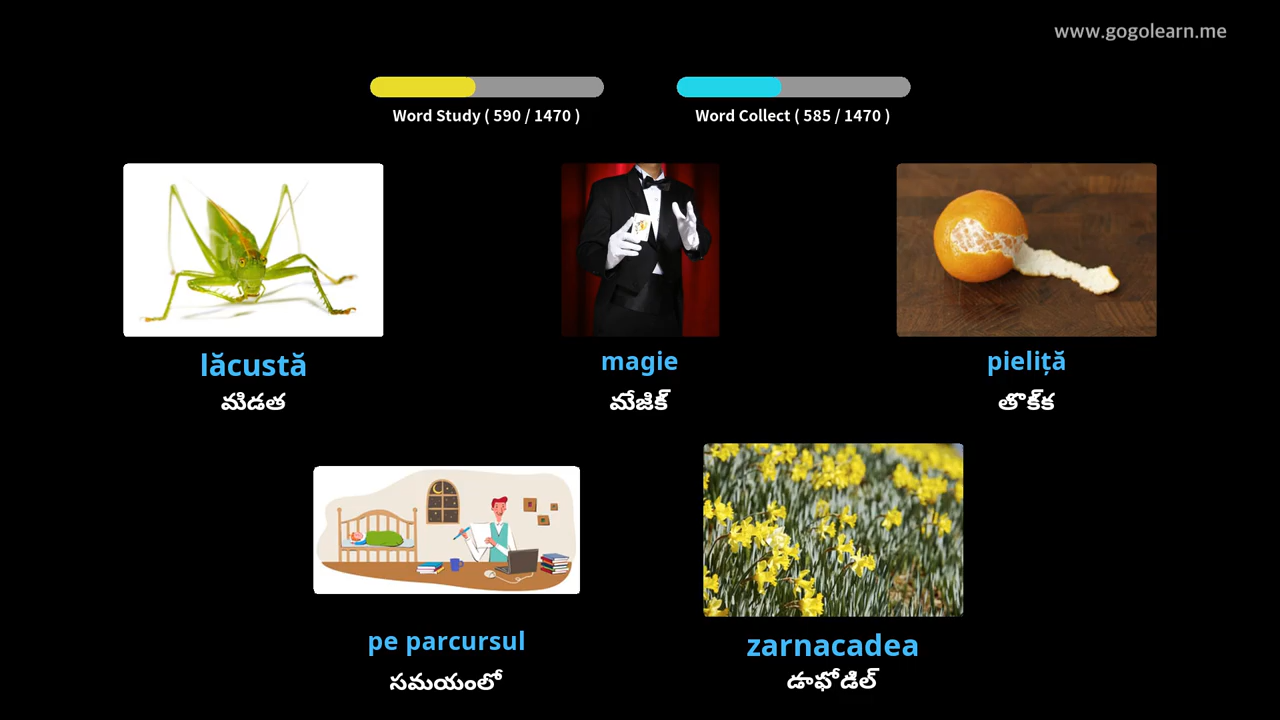 www.gogolearn.me
Word Study ( 590 / 1470 )
Word Collect ( 585 / 1470 )
lăcustă
magie
pieliță
మిడత
మేజిక్
తొక్క
pe parcursul
zarnacadea
సమయంలో
డాఫోడిల్